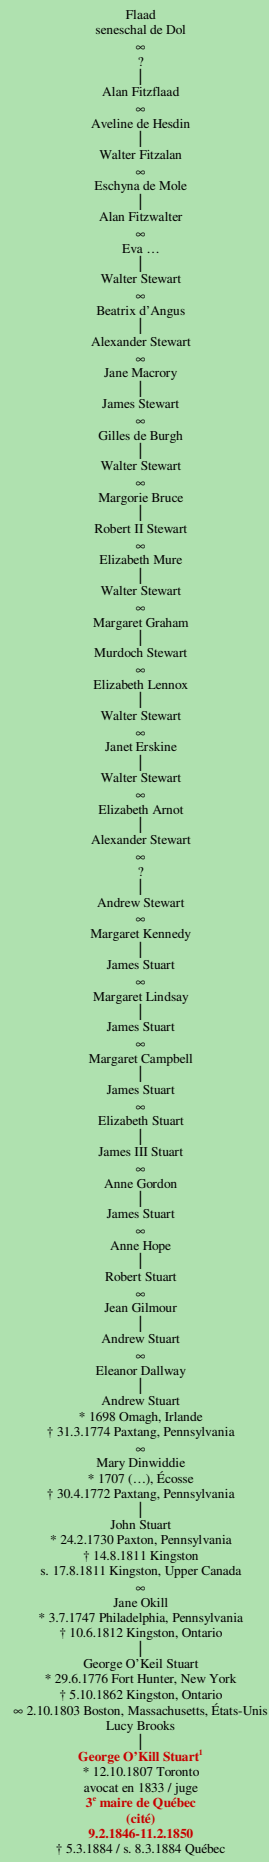 Flaad
seneschal de Dol
∞
?
|
Alan Fitzflaad
∞
Aveline de Hesdin
|
Walter Fitzalan
∞
Eschyna de Mole
|
Alan Fitzwalter
∞
Eva …
|
Walter Stewart
∞
Beatrix d’Angus
|
Alexander Stewart
∞
Jane Macrory
|
James Stewart
∞
Gilles de Burgh
|
Walter Stewart
∞
Margorie Bruce
|
Robert II Stewart
∞
Elizabeth Mure
|
Walter Stewart
∞
Margaret Graham
|
Murdoch Stewart
∞
Elizabeth Lennox
|
Walter Stewart
∞
Janet Erskine
|
Walter Stewart
∞
Elizabeth Arnot
|
Alexander Stewart
∞
?
|
Andrew Stewart
∞
Margaret Kennedy
|
James Stuart
∞
Margaret Lindsay
|
James Stuart
∞
Margaret Campbell
|
James Stuart
∞
Elizabeth Stuart
|
James III Stuart
∞
Anne Gordon
|
James Stuart
∞
Anne Hope
|
Robert Stuart
∞
Jean Gilmour
|
Andrew Stuart
∞
Eleanor Dallway
|
Andrew Stuart
* 1698 Omagh, Irlande
† 31.3.1774 Paxtang, Pennsylvania
∞
Mary Dinwiddie
* 1707 (…), Écosse
† 30.4.1772 Paxtang, Pennsylvania
|
John Stuart
* 24.2.1730 Paxton, Pennsylvania
† 14.8.1811 Kingston
s. 17.8.1811 Kingston, Upper Canada
∞
Jane Okill
* 3.7.1747 Philadelphia, Pennsylvania
† 10.6.1812 Kingston, Ontario
|
George O’Keil Stuart
* 29.6.1776 Fort Hunter, New York
† 5.10.1862 Kingston, Ontario
∞ 2.10.1803 Boston, Massachusetts, États-Unis
Lucy Brooks
|
George O’Kill Stuart¹
* 12.10.1807 Toronto
avocat en 1833 / juge
3ᵉ maire de Québec
(cité)
9.2.1846-11.2.1850
† 5.3.1884 / s. 8.3.1884 Québec